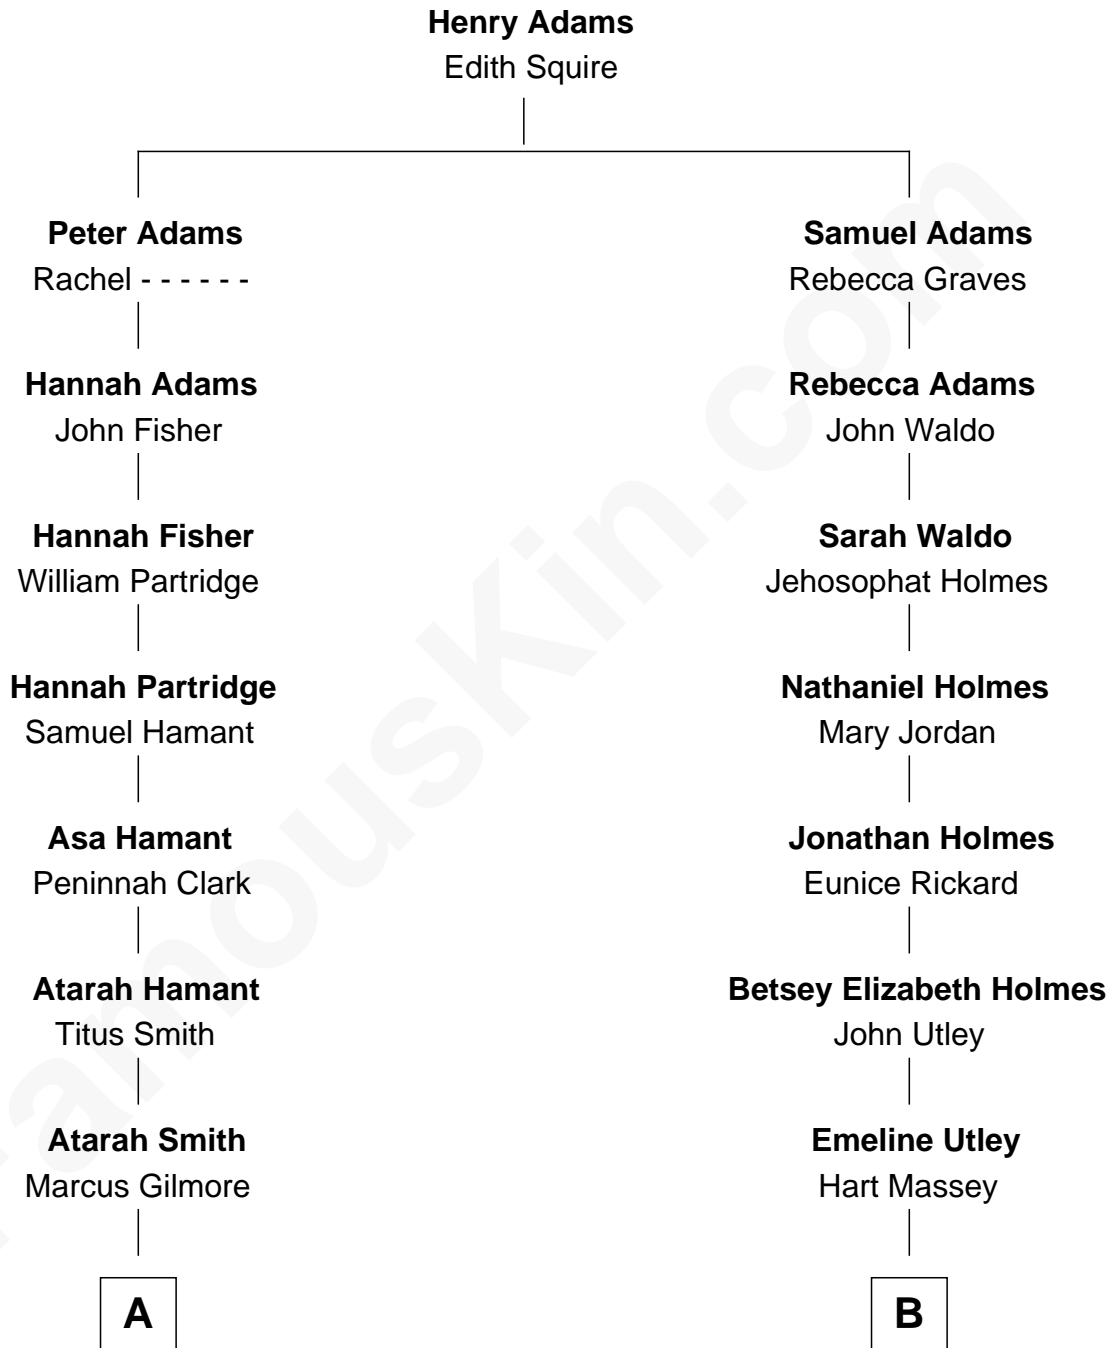 Henry Adams
Edith Squire
Peter Adams
Rachel - - - - - -
Samuel Adams
Rebecca Graves
Hannah Adams
John Fisher
Rebecca Adams
John Waldo
Hannah Fisher
William Partridge
Sarah Waldo
Jehosophat Holmes
Hannah Partridge
Samuel Hamant
Nathaniel Holmes
Mary Jordan
Asa Hamant
Peninnah Clark
Jonathan Holmes
Eunice Rickard
Atarah Hamant
Titus Smith
Betsey Elizabeth Holmes
John Utley
Atarah Smith
Marcus Gilmore
Emeline Utley
Hart Massey
A
B
FamousKin.com